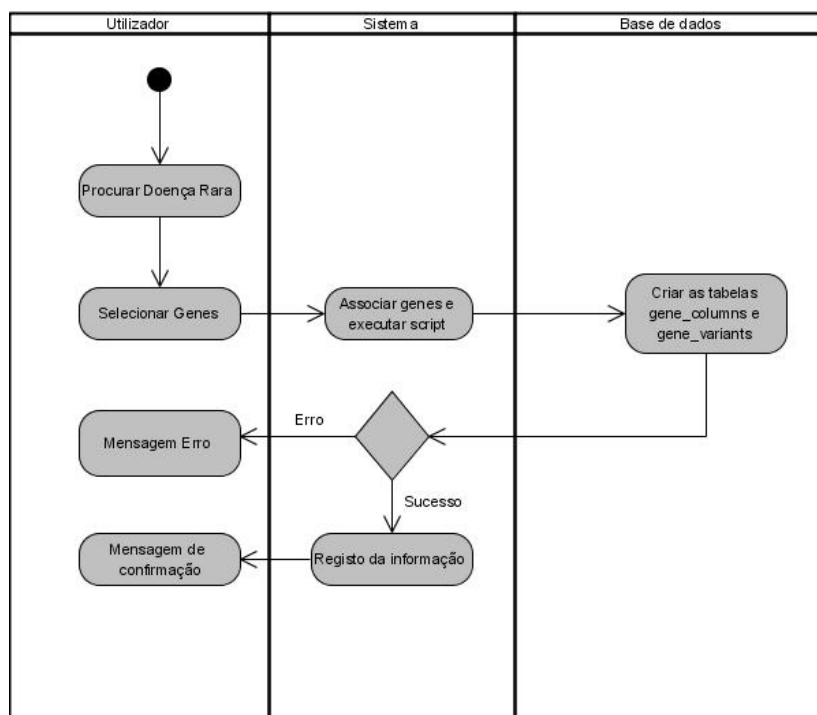 Utilizador
Sistema
Base de dados
Procurar Doença Rara
Selecionar Genes
Associar genes e
executar script
Criar as tabelas
gene_columns e
gene_variants
Erro
Mensagem Erro
Sucesso
Mensagem de
confirmação
Registo da informação